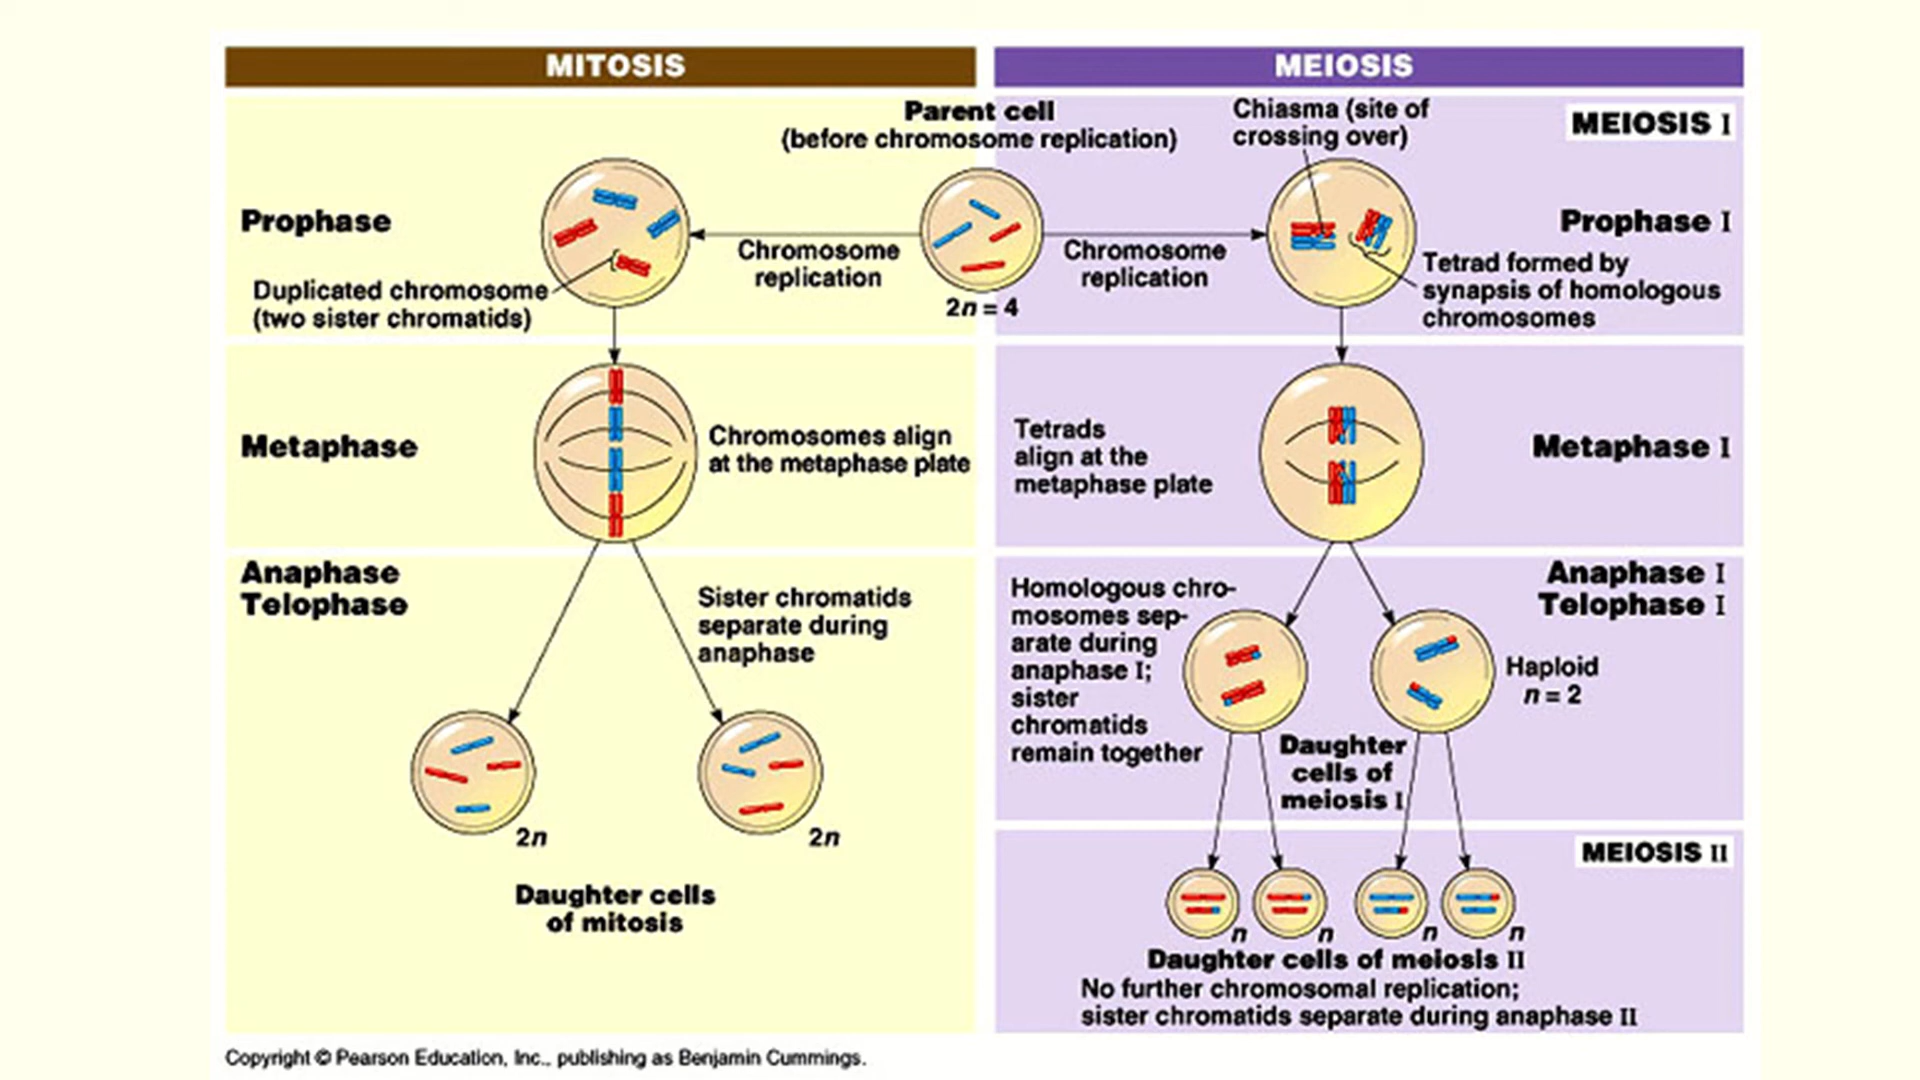 MITOSIS
MEIOSIS
Parent cell
(before chromosome replication)
Chiasma (site of
crossing over)
MEIOSIS I
Prophase
Chromosome
replication
Chromosome
replication
Prophase I
Duplicated chromosome
(two sister chromatids)
2n = 4
Tetrad formed by
synapsis of homologous
chromosomes
Metaphase
Chromosomes align
at the metaphase plate
Tetrads
align at the
metaphase plate
Metaphase I
Anaphase
Telophase
Sister chromatids
separate during
anaphase
Homologous chro-
mosomes sep-
arate during
anaphase I;
sister
chromatids
remain together
Anaphase I
Telophase I
Haploid
n = 2
Daughter
cells of
meiosis I
2n
2n
Daughter cells
of mitosis
MEIOSIS II
n
n
n
n
Daughter cells of meiosis II
No further chromosomal replication;
sister chromatids separate during anaphase II
Copyright © Pearson Education, Inc., publishing as Benjamin Cummings.